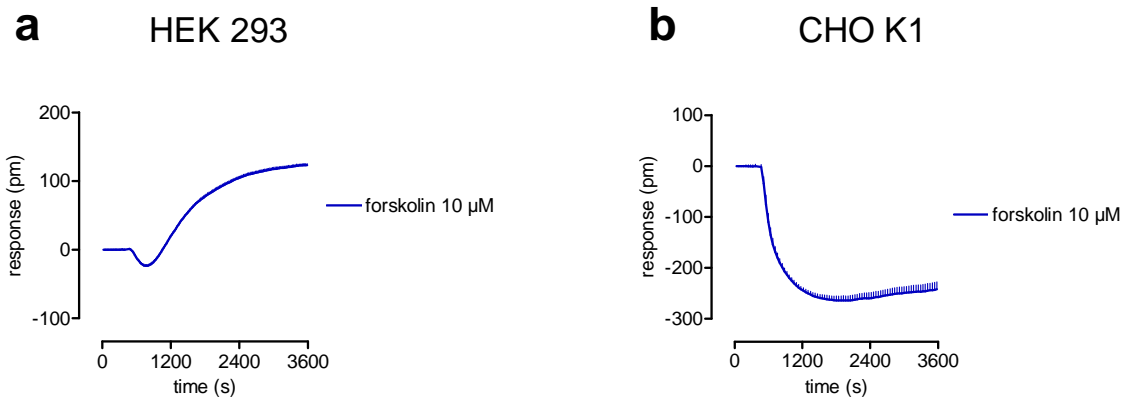 a HEK 293
200
100
0
-100
response (pm)
0 1200 2400 3600
time (s)
forskolin 10 µM
b CHO K1
100
0
-100
-200
-300
response (pm)
0 1200 2400 3600
time (s)
forskolin 10 µM